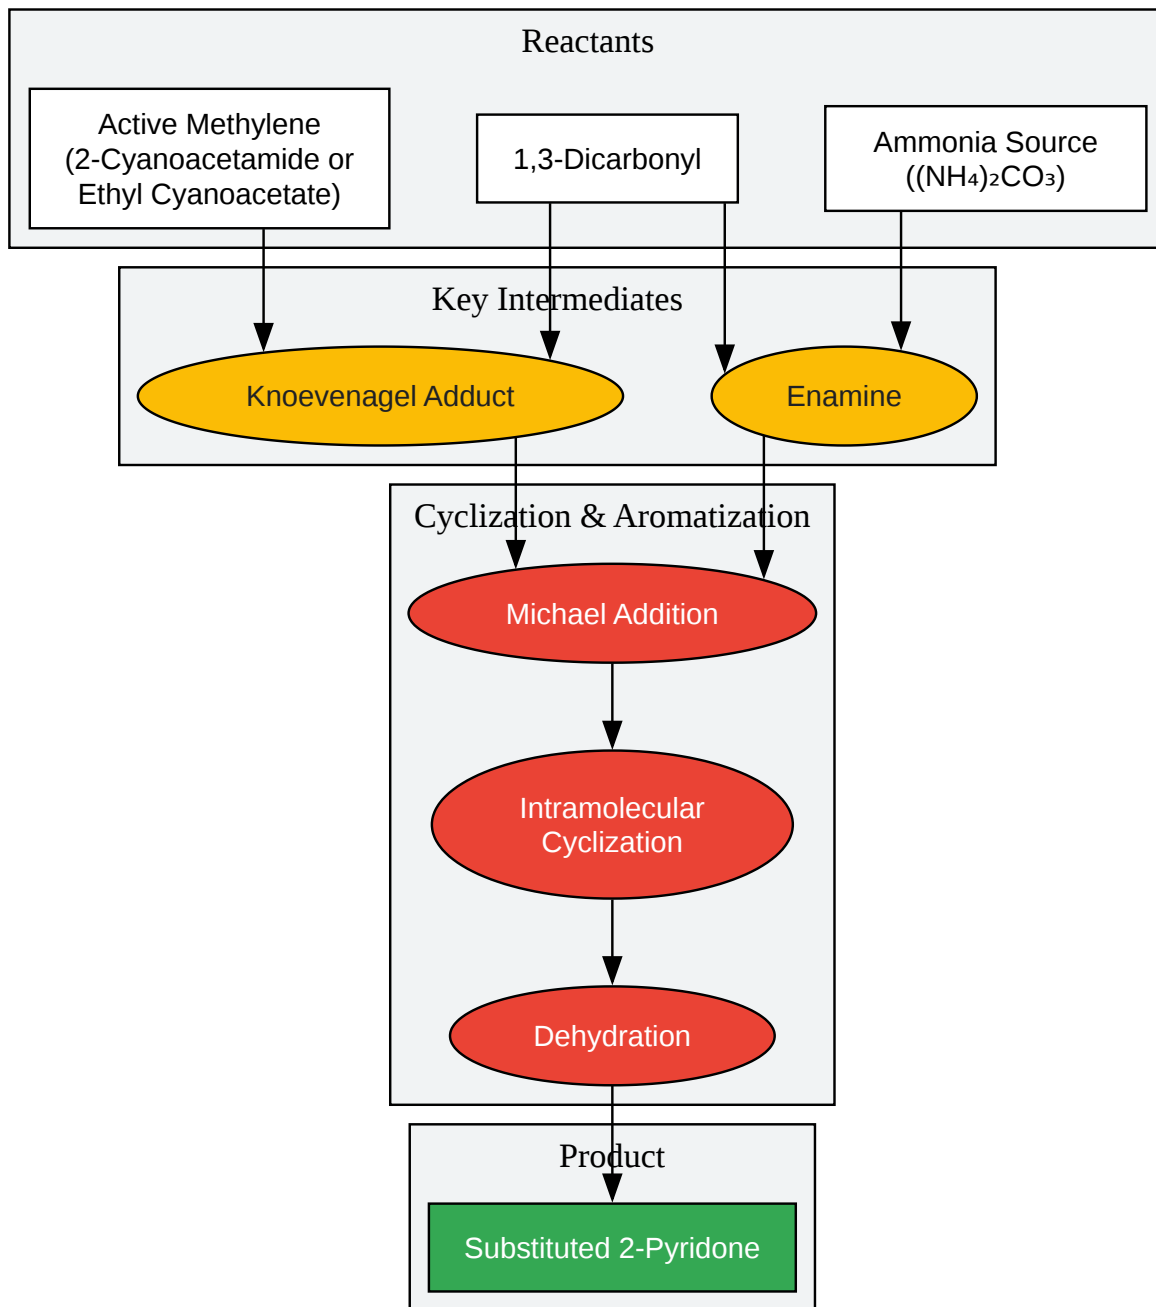 Reactants
Active Methylene
(2-Cyanoacetamide or
Ethyl Cyanoacetate)
1,3-Dicarbonyl
Ammonia Source
((NH₄)₂CO₃)
Key Intermediates
Knoevenagel Adduct
Enamine
Cyclization & Aromatization
Michael Addition
Intramolecular
Cyclization
Dehydration
Product
Substituted 2-Pyridone